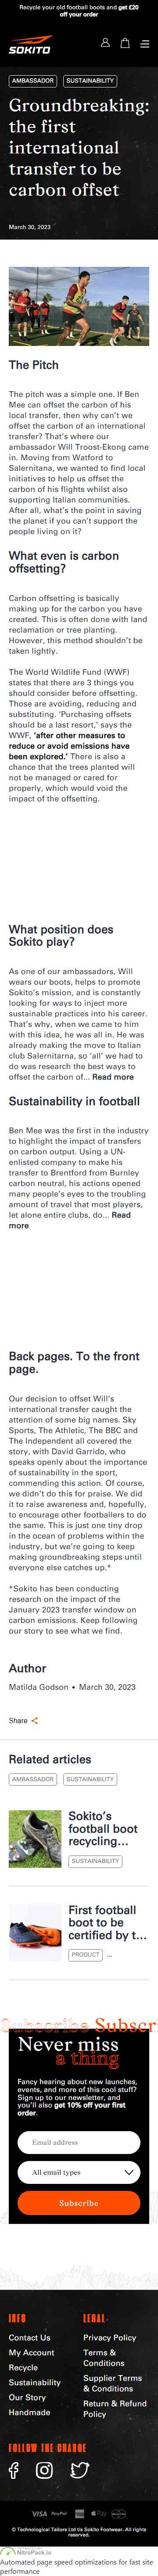 Recycle your old football boots and get £20
off your order
SOKITO
AMBASSADOR
SUSTAINABILITY
Groundbreaking:
the first
international
transfer to be
carbon offset
March 30, 2023
The Pitch
The pitch was a simple one. If Ben
Mee can offset the carbon of his
local transfer, then why can't we
offset the carbon of an international
transfer? That's where our
ambassador Will Troost-Ekong came
in. Moving from Watford to
Salernitana, we wanted to find local
initiatives to help us offset the
carbon of his flight whilst also
supporting Italian communities.
After all, what's the point in saving
the planet if you can't support the
people living on it?
What even is carbon
offsetting?
Carbon offsetting is basically
making up for the carbon you have
created. This is often done with land
reclamation or tree planting.
However, this method shouldn't be
taken lightly.
The World Wildlife Fund (WWF)
states that there are 3 things you
should consider before offsetting.
Those are avoiding, reducing and
substituting. 'Purchasing offsets
should be a last resort,' says the
WWF, 'after other measures to
reduce or avoid emissions have
been explored.' There is also a
chance that the trees planted will
not be managed or cared for
properly, which would void the
impact of the offsetting.
What position does
Sokito play?
As one of our ambassadors, Will
wears our boots, helps to promote
Sokito's mission, and is constantly
looking for ways to inject more
sustainable practices into his career.
That's why, when we came to him
with this idea, he was all in. He was
already making the move to Italian
club Salernitana, so 'all' we had to
do was research the best ways to
offset the carbon of... Read more
Sustainability in football
Ben Mee was the first in the industry
to highlight the impact of transfers
on carbon output. Using a UN-
enlisted company to make his
transfer to Brentford from Burnley
carbon neutral, his actions opened
many people's eyes to the troubling
amount of travel that most players,
let alone entire clubs, do... Read
more
Back pages. To the front
page.
Our decision to offset Will's
international transfer caught the
attention of some big names. Sky
Sports, The Athletic, The BBC and
The Independent all covered the
story, with David Garrido, who
speaks openly about the importance
of sustainability in the sport,
commending this action. Of course,
we didn't do this for praise. We did
it to raise awareness and, hopefully,
to encourage other footballers to do
the same. This is just one tiny drop
in the ocean of problems within the
industry, but we're going to keep
making groundbreaking steps until
everyone else catches up.*
*Sokito has been conducting
research on the impact of the
January 2023 transfer window on
carbon emissions. Keep following
our story to see what we find.
Author
Matilda Godson • March 30, 2023
Share
Related articles
AMBASSADOR
SUSTAINABILITY
Sokito's
football boot
recycling...
SUSTAINABILITY
First football
boot to be
certified by t...
PRODUCT
...
Subscribe Subscri
Never miss
a thing
Fancy hearing about new launches,
events, and more of this cool stuff?
Sign up to our newsletter, and
you'll also get 10% off your first
order.
Email address
All email types
Subscribe
INFO
Contact Us
My Account
Recycle
Sustainability
Our Story
Handmade
LEGAL
Privacy Policy
Terms &
Conditions
Supplier Terms
& Conditions
Return & Refund
Policy
FOLLOW THE CHANGE
VISA PayPal Pay
© Technological Tailors Ltd t/a Sokito Footwear. All rights
reserved.
NitroPack.io
Automated page speed optimizations for fast site
performance